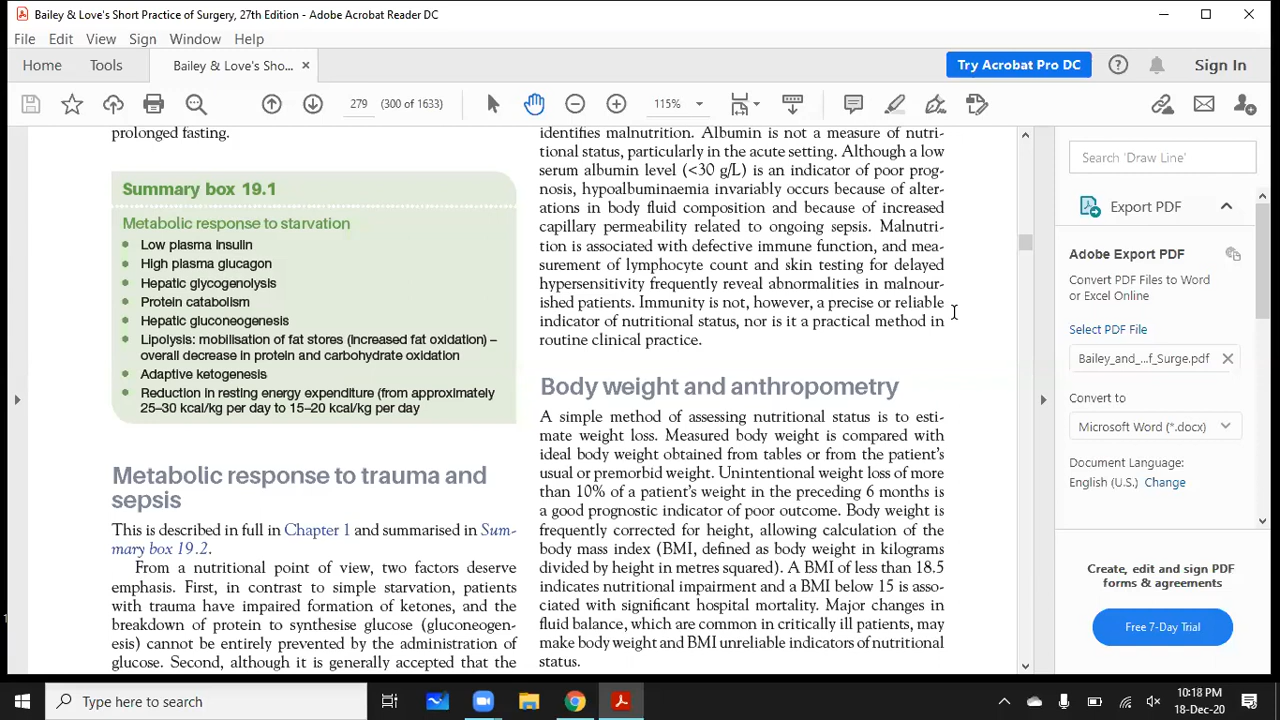 Bailey & Love's Short Practice of Surgery, 27th Edition - Adobe Acrobat Reader DC
File Edit View Sign Window Help
Home Tools Bailey & Love's Sho... × Try Acrobat Pro DC Sign In
279 (300 of 1633) 115%
prolonged fasting.
Summary box 19.1
Metabolic response to starvation
● Low plasma insulin
● High plasma glucagon
● Hepatic glycogenolysis
● Protein catabolism
● Hepatic gluconeogenesis
● Lipolysis: mobilisation of fat stores (increased fat oxidation) –
overall decrease in protein and carbohydrate oxidation
● Adaptive ketogenesis
● Reduction in resting energy expenditure (from approximately
25–30 kcal/kg per day to 15–20 kcal/kg per day
Metabolic response to trauma and
sepsis
This is described in full in Chapter 1 and summarised in Sum-
mary box 19.2.
From a nutritional point of view, two factors deserve
emphasis. First, in contrast to simple starvation, patients
with trauma have impaired formation of ketones, and the
breakdown of protein to synthesise glucose (gluconeogen-
esis) cannot be entirely prevented by the administration of
glucose. Second, although it is generally accepted that the
identifies malnutrition. Albumin is not a measure of nutri-
tional status, particularly in the acute setting. Although a low
serum albumin level (<30 g/L) is an indicator of poor prog-
nosis, hypoalbuminaemia invariably occurs because of alter-
ations in body fluid composition and because of increased
capillary permeability related to ongoing sepsis. Malnutri-
tion is associated with defective immune function, and mea-
surement of lymphocyte count and skin testing for delayed
hypersensitivity frequently reveal abnormalities in malnour-
ished patients. Immunity is not, however, a precise or reliable
indicator of nutritional status, nor is it a practical method in
routine clinical practice.
Body weight and anthropometry
A simple method of assessing nutritional status is to esti-
mate weight loss. Measured body weight is compared with
ideal body weight obtained from tables or from the patient's
usual or premorbid weight. Unintentional weight loss of more
than 10% of a patient's weight in the preceding 6 months is
a good prognostic indicator of poor outcome. Body weight is
frequently corrected for height, allowing calculation of the
body mass index (BMI, defined as body weight in kilograms
divided by height in metres squared). A BMI of less than 18.5
indicates nutritional impairment and a BMI below 15 is asso-
ciated with significant hospital mortality. Major changes in
fluid balance, which are common in critically ill patients, may
make body weight and BMI unreliable indicators of nutritional
status.
Search 'Draw Line'
Export PDF
Adobe Export PDF
Convert PDF Files to Word
or Excel Online
Select PDF File
Bailey_and_...f_Surge.pdf ×
Convert to
Microsoft Word (*.docx)
Document Language:
English (U.S.) Change
Create, edit and sign PDF
forms & agreements
Free 7-Day Trial
Type here to search
10:18 PM
18-Dec-20